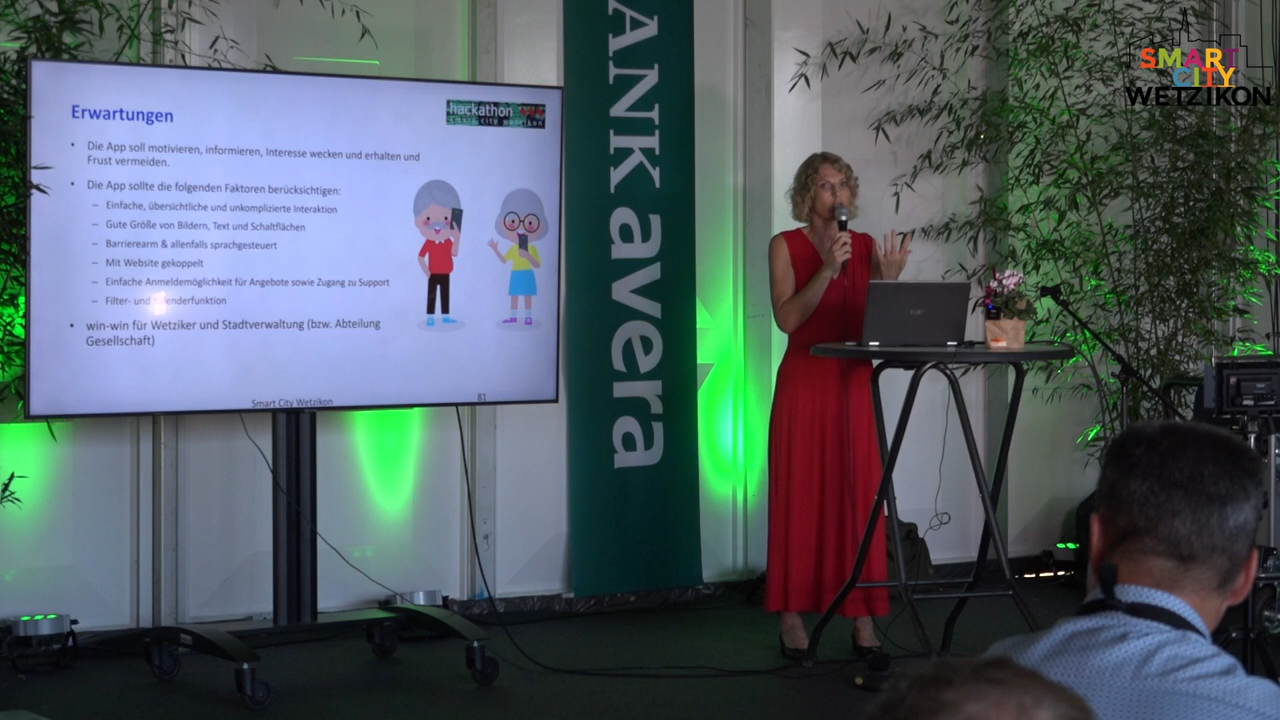 Erwartungen
hackathon
smart city wetzikon
• Die App soll motivieren, informieren, Interesse wecken und erhalten und
Frust vermeiden.
• Die App sollte die folgenden Faktoren berücksichtigen:
– Einfache, übersichtliche und unkomplizierte Interaktion
– Gute Größe von Bildern, Text und Schaltflächen
– Barrierearm & allenfalls sprachgesteuert
– Mit Website gekoppelt
– Einfache Anmeldemöglichkeit für Angebote sowie Zugang zu Support
– Filter- und
• win-win für Wetziker und Stadtverwaltung (bzw. Abteilung
Gesellschaft)
Smart City Wetzikon
81
ANK avera
SMART
CITY
WETZIKON